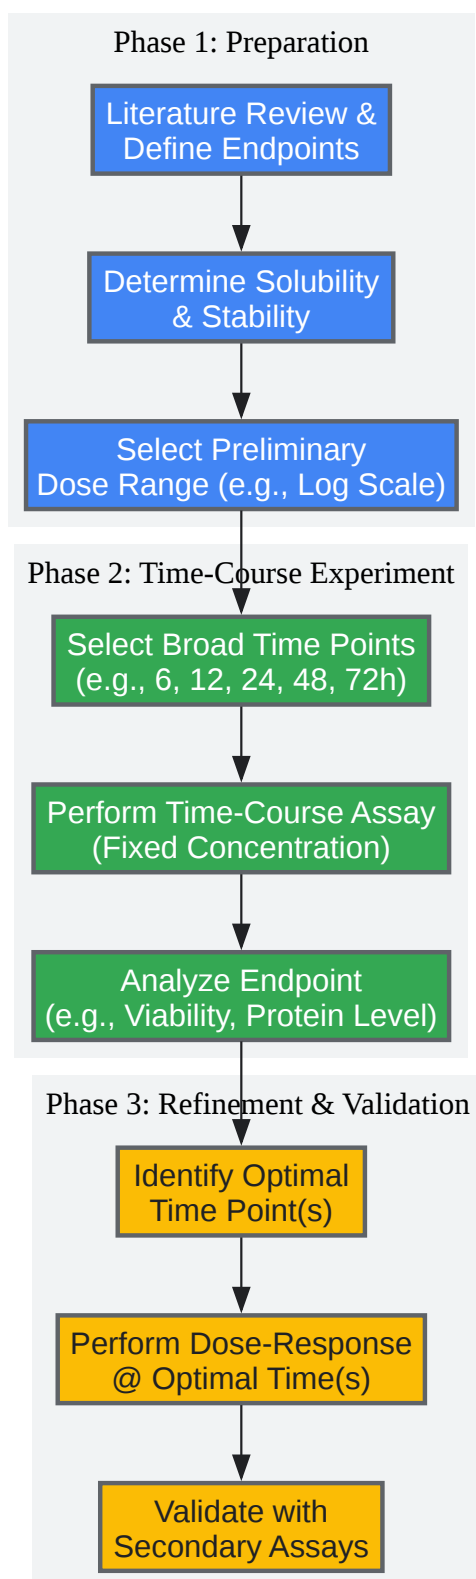 Phase 1: Preparation
Literature Review &
Define Endpoints
Determine Solubility
& Stability
Select Preliminary
Dose Range (e.g., Log Scale)
Phase 2: Time-Course Experiment
Select Broad Time Points
(e.g., 6, 12, 24, 48, 72h)
Perform Time-Course Assay
(Fixed Concentration)
Analyze Endpoint
(e.g., Viability, Protein Level)
Phase 3: Refinement & Validation
Identify Optimal
Time Point(s)
Perform Dose-Response
@ Optimal Time(s)
Validate with
Secondary Assays